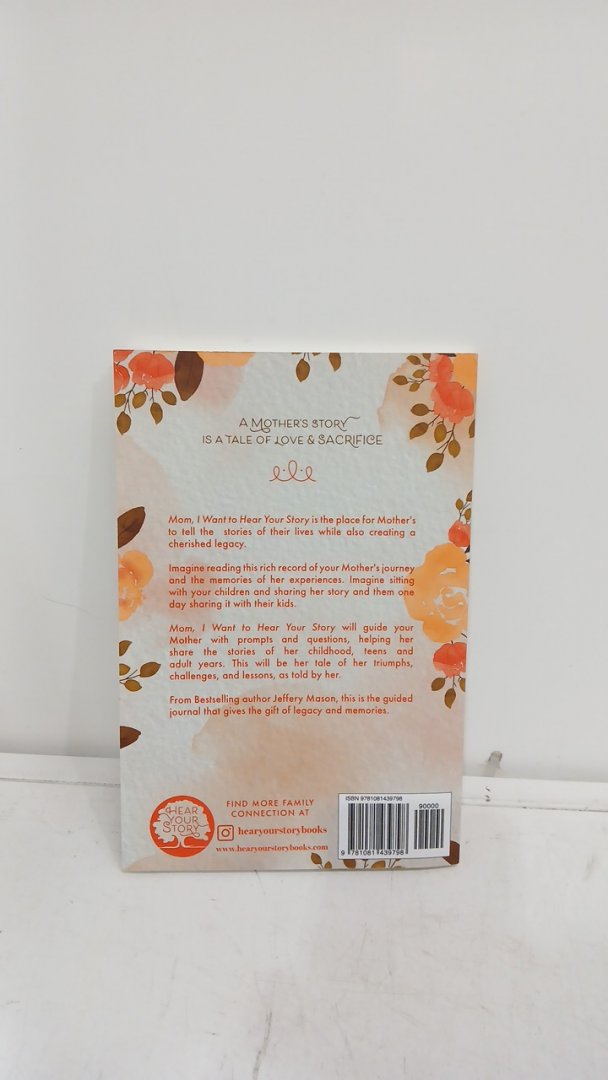 A MOTHER'S STORY
IS A TALE OF LOVE & SACRIFICE
Mom, I Want to Hear Your Story is the place for Mother's
to tell the stories of their lives while also creating a
cherished legacy.
Imagine reading this rich record of your Mother's journey
and the memories of her experiences. Imagine sitting
with your children and sharing her story and them one
day sharing it with their kids.
Mom, I Want to Hear Your Story will guide your
Mother with prompts and questions, helping her
share the stories of her childhood, teens and
adult years. This will be her tale of her triumphs,
challenges, and lessons, as told by her.
From Bestselling author Jeffery Mason, this is the guided
journal that gives the gift of legacy and memories.
HEAR
YOUR
STORY
FIND MORE FAMILY
CONNECTION AT
hearyourstorybooks
www.hearyourstorybooks.com
ISBN 9781081439798
90000
9 781081 439798